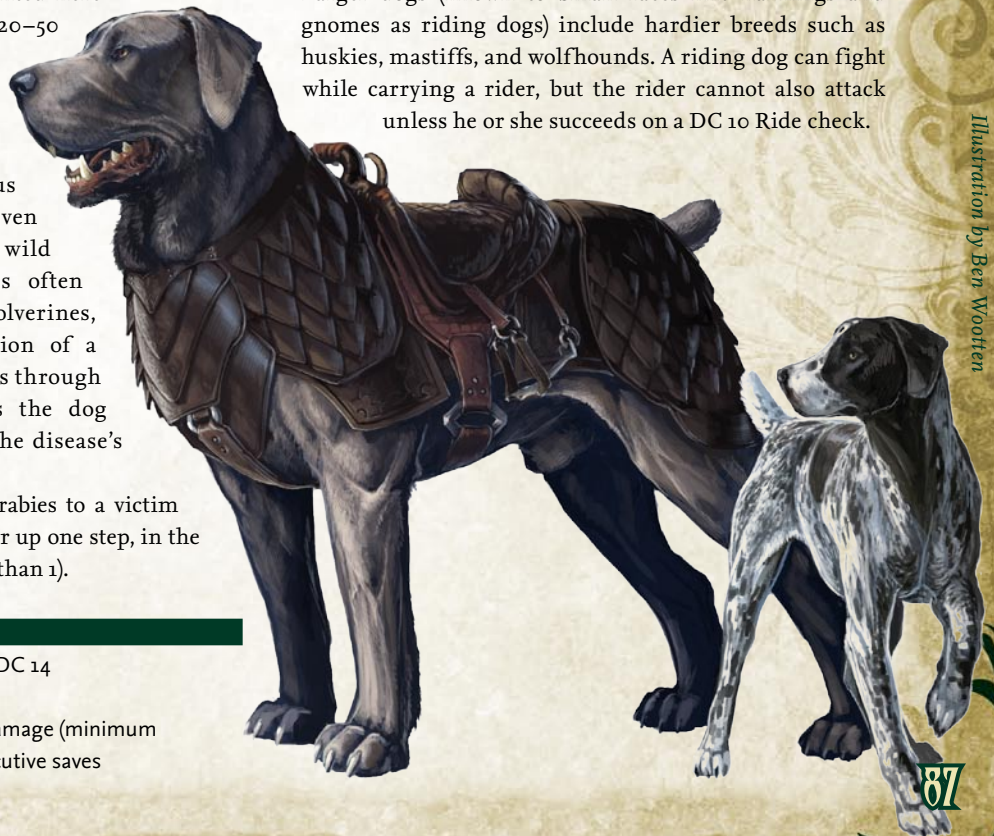 20–50
us
ven
wild
s often
olverines,
ion of a
s through
s the dog
he disease's
rabies to a victim
r up one step, in the
than 1).
DC 14
amage (minimum
cutive saves
dogs
gnomes as riding dogs) include hardier breeds such as
huskies, mastiffs, and wolfhounds. A riding dog can fight
while carrying a rider, but the rider cannot also attack
unless he or she succeeds on a DC 10 Ride check.
Illustration by Ben Wootten
87